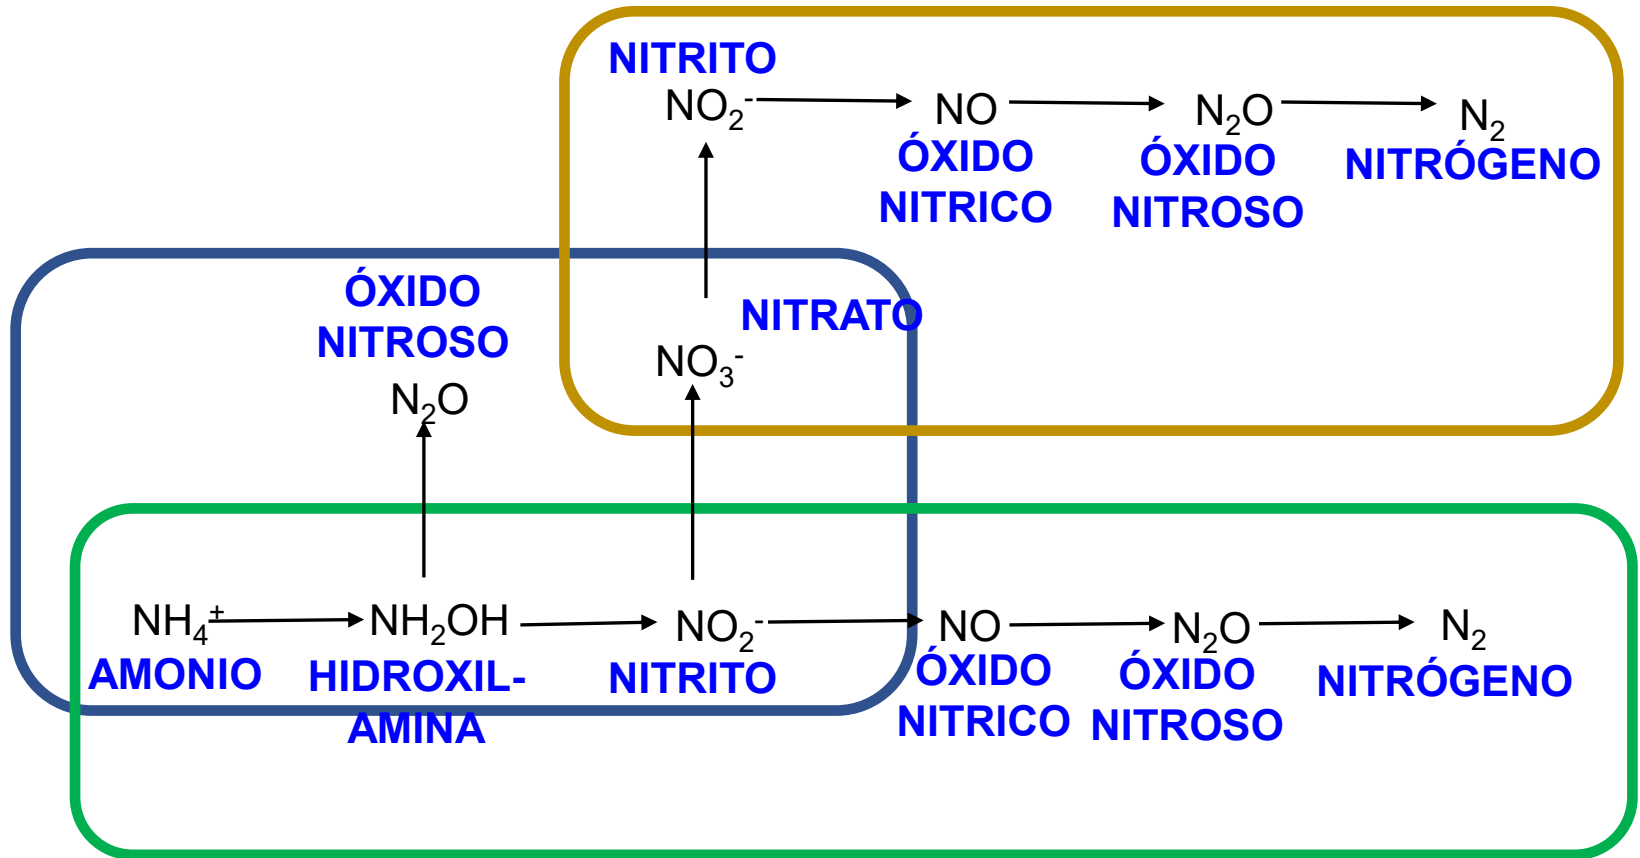 NITRITO
NO₂⁻ NO N₂O N₂
ÓXIDO ÓXIDO NITRÓGENO
NITRICO NITROSO
ÓXIDO NITRATO
NITROSO
NO₃⁻
N₂O
NH₄⁺ NH₂OH NO₂⁻ NO N₂O N₂
AMONIO HIDROXIL- NITRITO ÓXIDO ÓXIDO NITRÓGENO
AMINA NITRICO NITROSO